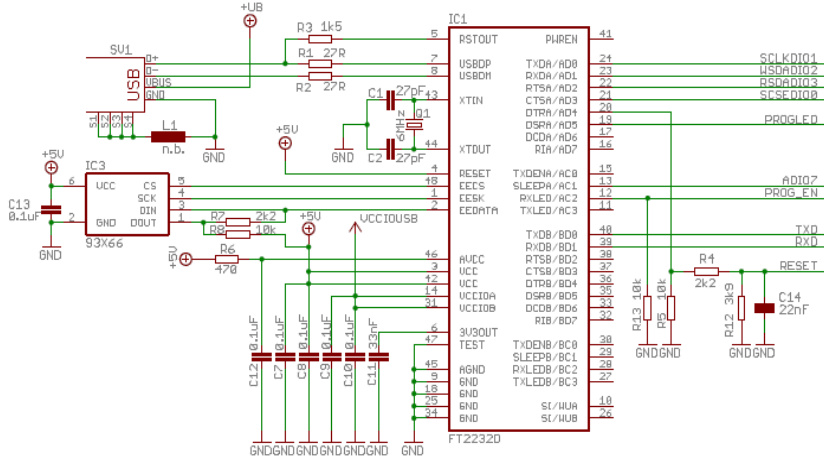 +UB
IC1
R3 1k5
5 RSTOUT PWREN 41
SV1
D+
R1 27R
7 USBDP TXDA/AD0 24 SCLKDIO1
D-
8 USBDM RXDA/AD1 23 WSDADIO2
R2 27R
USB
VBUS
GND
RTSA/AD2 22 RSDADIO3
C1 27pF
43 XTIN CTSA/AD3 21 SCSEDIO0
DTRA/AD4 20
S1 S2 S3 S4
L1
n.b.
GND
GND
6MHz Q1
DSRA/AD5 19 PROGLED
DCDA/AD6 17
+5V
44 XTOUT RIA/AD7 16
C2 27pF
+5V
IC3
4 RESET TXDENA/AC0 15
C13
0.1uF
6 VCC CS 5
48 EECS SLEEPA/AC1 13 ADIO7
SCK 4
1 EESK RXLED2/AC2 12 PROG_EN
DIN 3
2 EEDATA TXLED/AC3 11
2 GND DOUT 1
R7 2k2
R8 10k
+5V
VCCIOUSB
93X66
GND
TXDB/BD0 40 TXD
RXDB/BD1 39 RXD
+5V
R6
470
46 AVCC RTSB/BD2 38
3 VCC CTSB/BD3 37
R4
2k2
RESET
42 VCC DTRB/BD4 36
14 VCCIOA DSRB/BD5 35
31 VCCIOB DCDB/BD6 33
RIB/BD7 32
R13 10k
R5 10k
R12 3k9
C14
22nF
GND GND GND GND
6 3V3OUT
47 TEST TXDENB/BC0 30
SLEEPB/BC1 29
C12 0.1uF
C7 0.1uF
C8 0.1uF
C9 0.1uF
C10 0.1uF
C11 33nF
45 AGND RXLEDB/BC2 28
9 GND TXLEDB/BC3 27
18 GND
25 GND SI/WUA 10
34 GND SI/WUB 26
GND GND GND GND GND GND GND
FT2232D